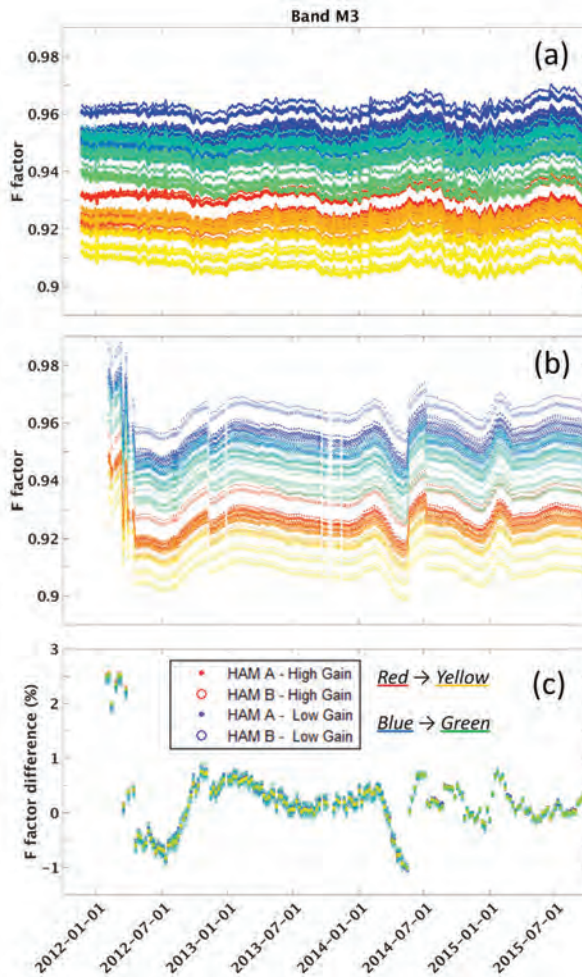 Band M3
(a)
0.98
0.96
0.94
0.92
0.9
F factor
(b)
0.98
0.96
0.94
0.92
0.9
F factor
(c)
3
2
1
0
−1
F factor difference (%)
HAM A - High Gain
HAM B - High Gain
HAM A - Low Gain
HAM B - Low Gain
Red → Yellow
Blue → Green
2012−01−01
2012−07−01
2013−01−01
2013−07−01
2014−01−01
2014−07−01
2015−01−01
2015−07−01